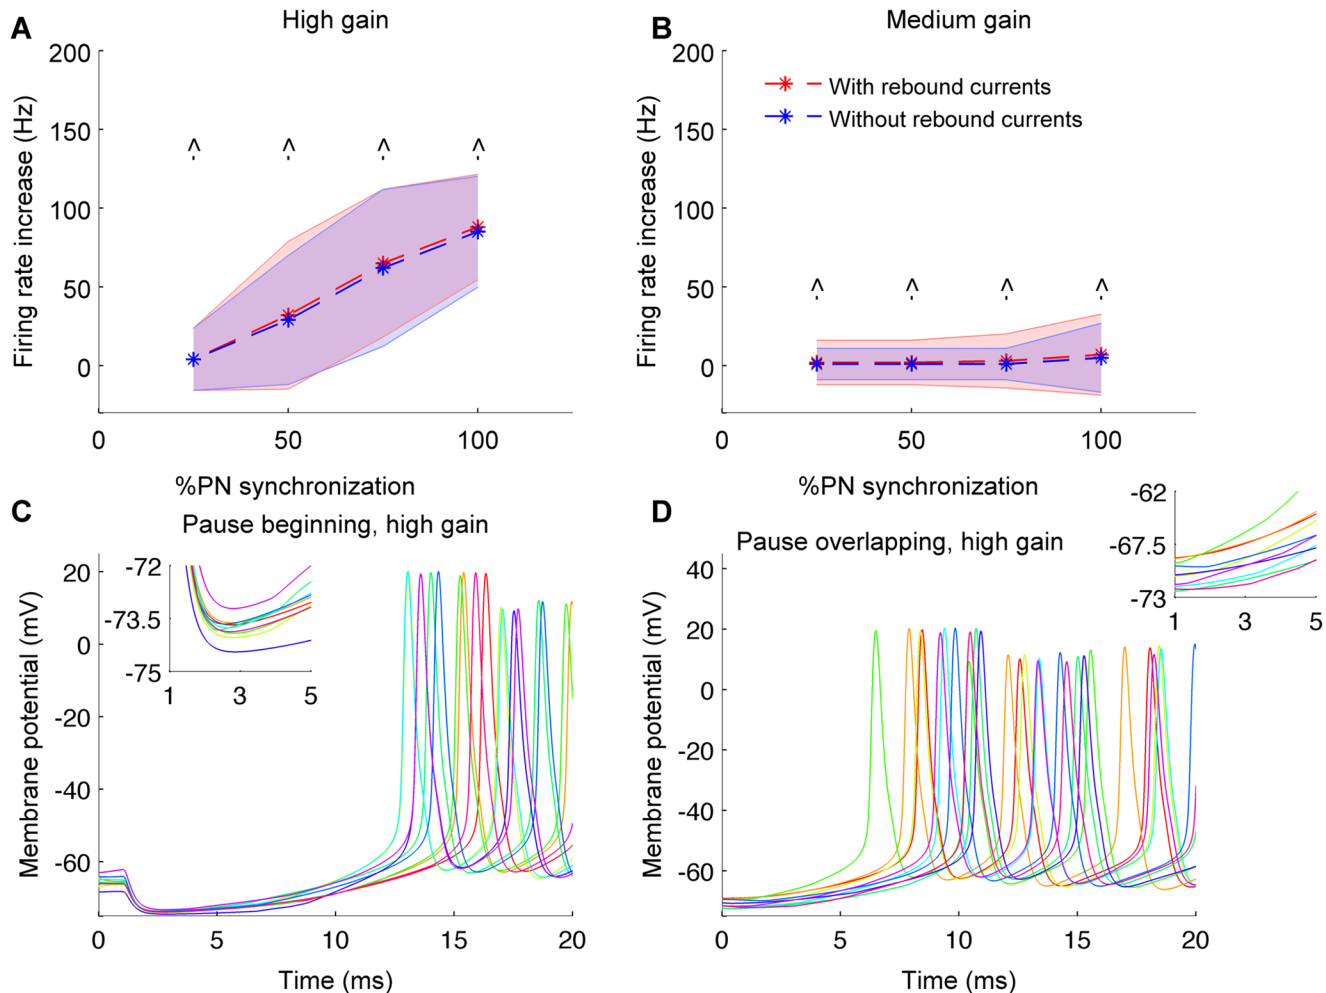 A
High gain
200
150
100
50
0
0
50
100
Firing rate increase (Hz)
^ ^ ^ ^
%PN synchronization
B
Medium gain
200
150
100
50
0
0
50
100
Firing rate increase (Hz)
With rebound currents
Without rebound currents
^ ^ ^ ^
%PN synchronization
C
Pause beginning, high gain
20
0
-20
-40
-60
0
5
10
15
20
Membrane potential (mV)
Time (ms)
-72
-73.5
-75
1
3
5
D
Pause overlapping, high gain
40
20
0
-20
-40
-60
0
5
10
15
20
Membrane potential (mV)
Time (ms)
-62
-67.5
-73
1
3
5